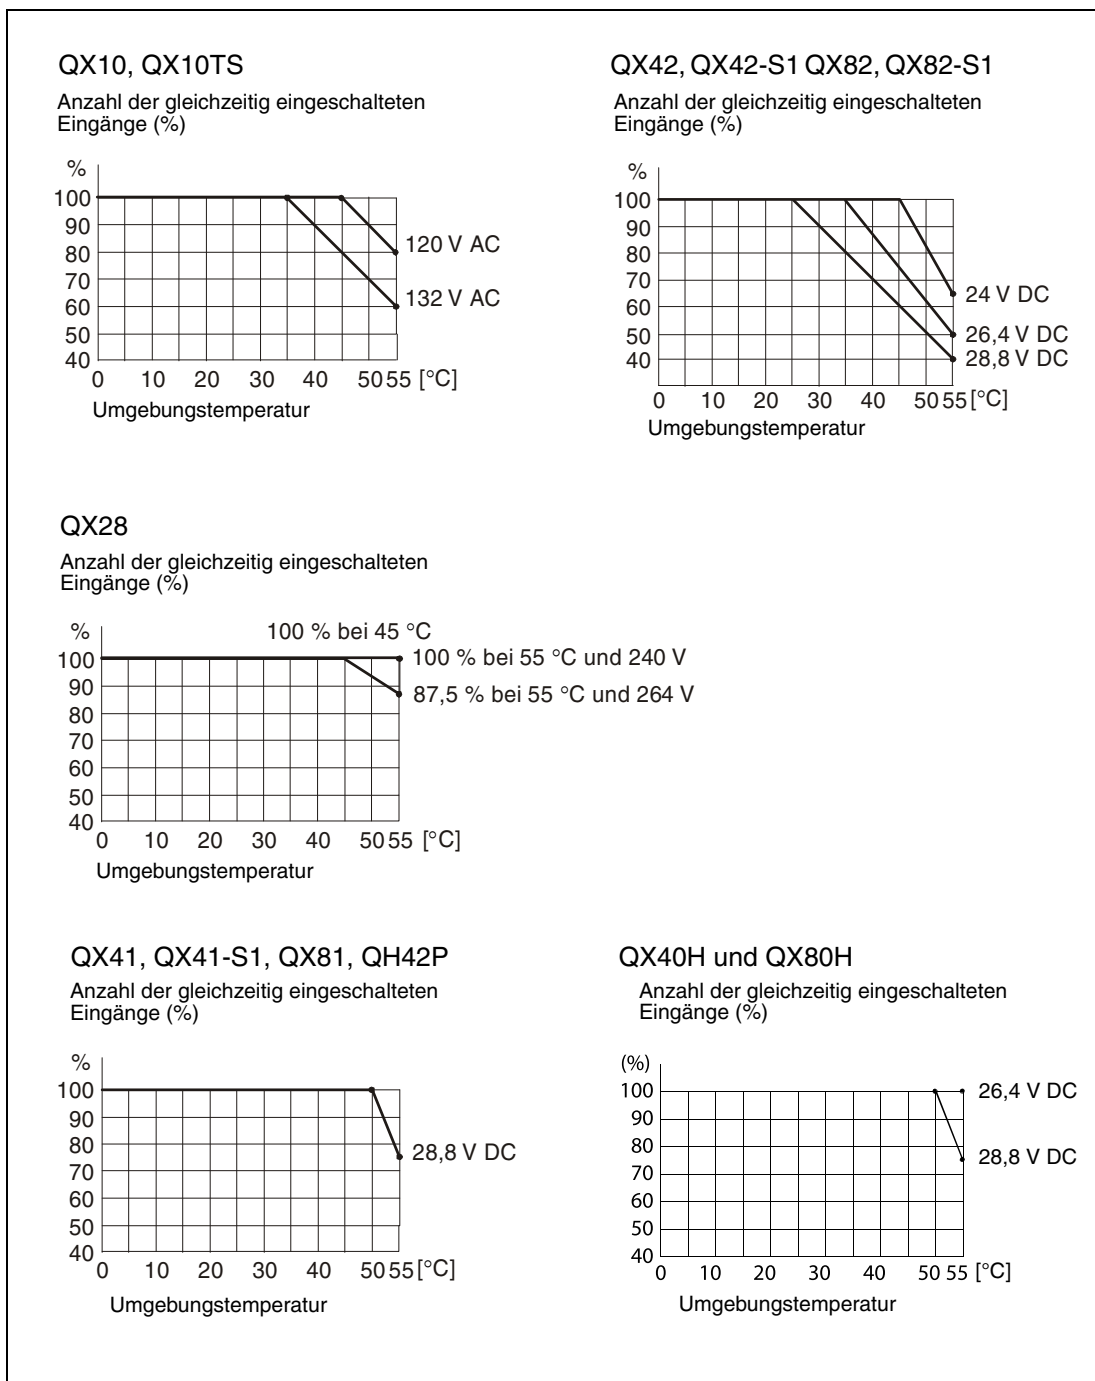 QX10, QX10TS
Anzahl der gleichzeitig eingeschalteten
Eingänge (%)
%
100
90
80
70
60
50
40
120 V AC
132 V AC
0 10 20 30 40 50 55 [°C]
Umgebungstemperatur
QX42, QX42-S1 QX82, QX82-S1
Anzahl der gleichzeitig eingeschalteten
Eingänge (%)
%
100
90
80
70
60
50
40
24 V DC
26,4 V DC
28,8 V DC
0 10 20 30 40 50 55 [°C]
Umgebungstemperatur
QX28
Anzahl der gleichzeitig eingeschalteten
Eingänge (%)
%
100 % bei 45 °C
100
90
80
70
60
50
40
100 % bei 55 °C und 240 V
87,5 % bei 55 °C und 264 V
0 10 20 30 40 50 55 [°C]
Umgebungstemperatur
QX41, QX41-S1, QX81, QH42P
Anzahl der gleichzeitig eingeschalteten
Eingänge (%)
%
100
90
80
70
60
50
40
28,8 V DC
0 10 20 30 40 50 55 [°C]
Umgebungstemperatur
QX40H und QX80H
Anzahl der gleichzeitig eingeschalteten
Eingänge (%)
(%)
100
90
80
70
60
50
40
26,4 V DC
28,8 V DC
0 10 20 30 40 50 55 [°C]
Umgebungstemperatur